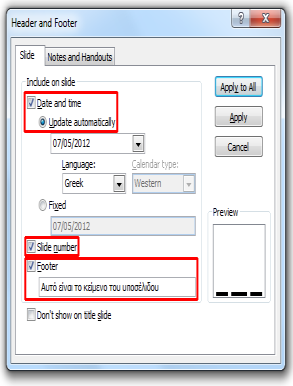 Header and Footer
Slide
Notes and Handouts
Include on slide
Date and time
Update automatically
07/05/2012
Language:
Calendar type:
Greek
Western
Fixed
07/05/2012
Slide number
Footer
Αυτό είναι το κείμενο του υποσέλιδου
Don't show on title slide
Apply to All
Apply
Cancel
Preview